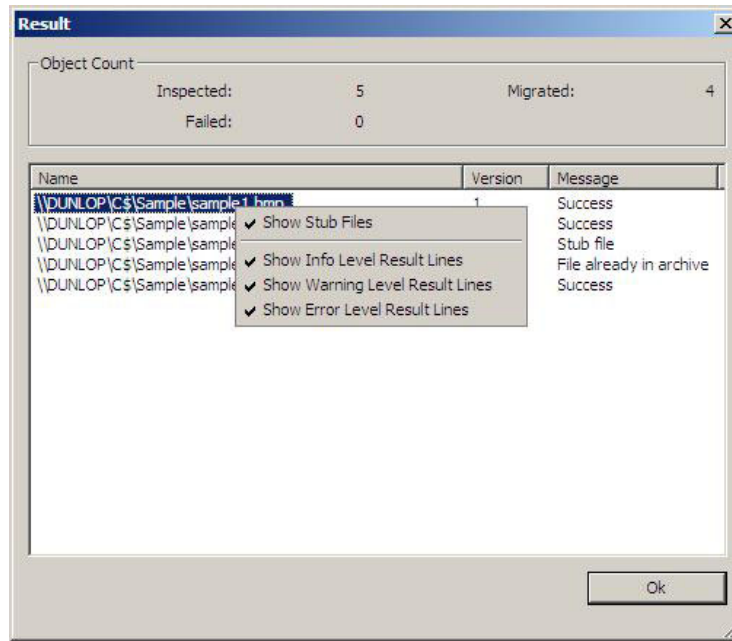 Result
Object Count
Inspected: 5 Migrated: 4
Failed: 0
Name Version Message
\\DUNLOP\C$\Sample\sample1.bmp 1 Success
\\DUNLOP\C$\Sample\sample Success
\\DUNLOP\C$\Sample\sample Stub file
\\DUNLOP\C$\Sample\sample File already in archive
\\DUNLOP\C$\Sample\sample Success
Show Stub Files
Show Info Level Result Lines
Show Warning Level Result Lines
Show Error Level Result Lines
Ok